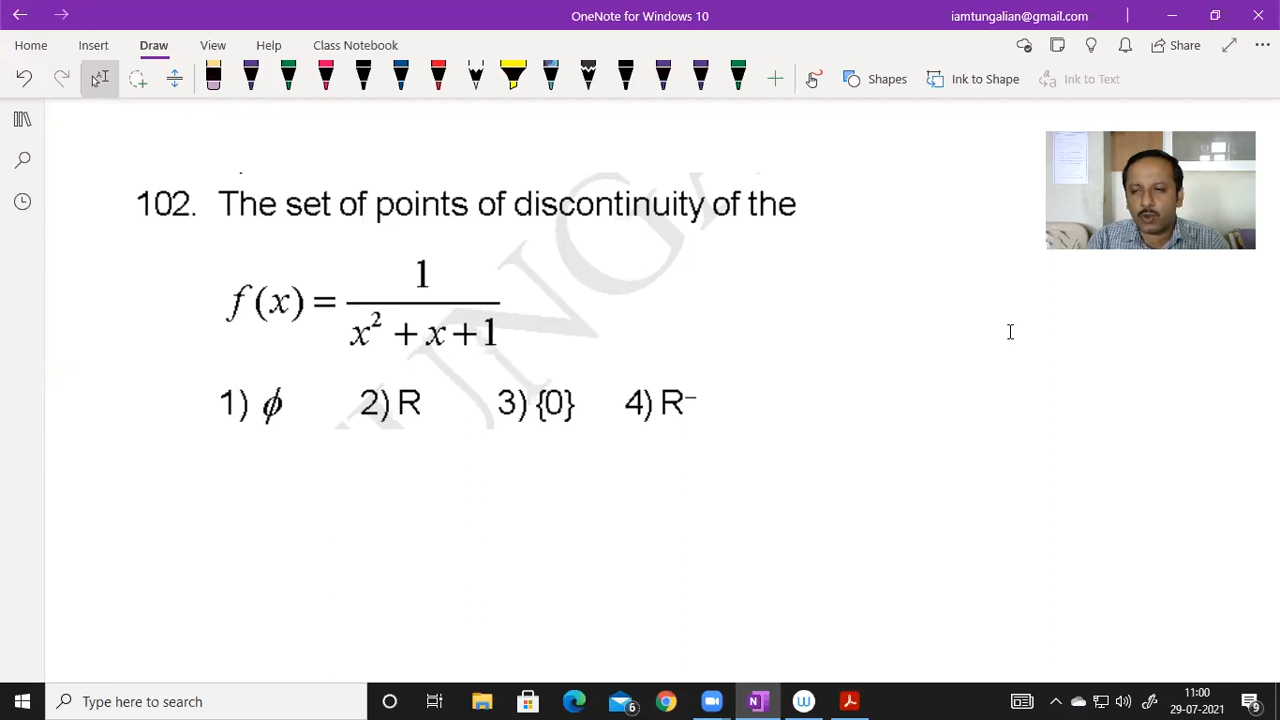 OneNote for Windows 10
iamtungalian@gmail.com
Home Insert Draw View Help Class Notebook
Share
Shapes
Ink to Shape
Ink to Text
102. The set of points of discontinuity of the
f(x) = 1 / (x² + x + 1)
1) ϕ 2) R 3) {0} 4) R⁻
Type here to search
6
11:00
29-07-2021
9